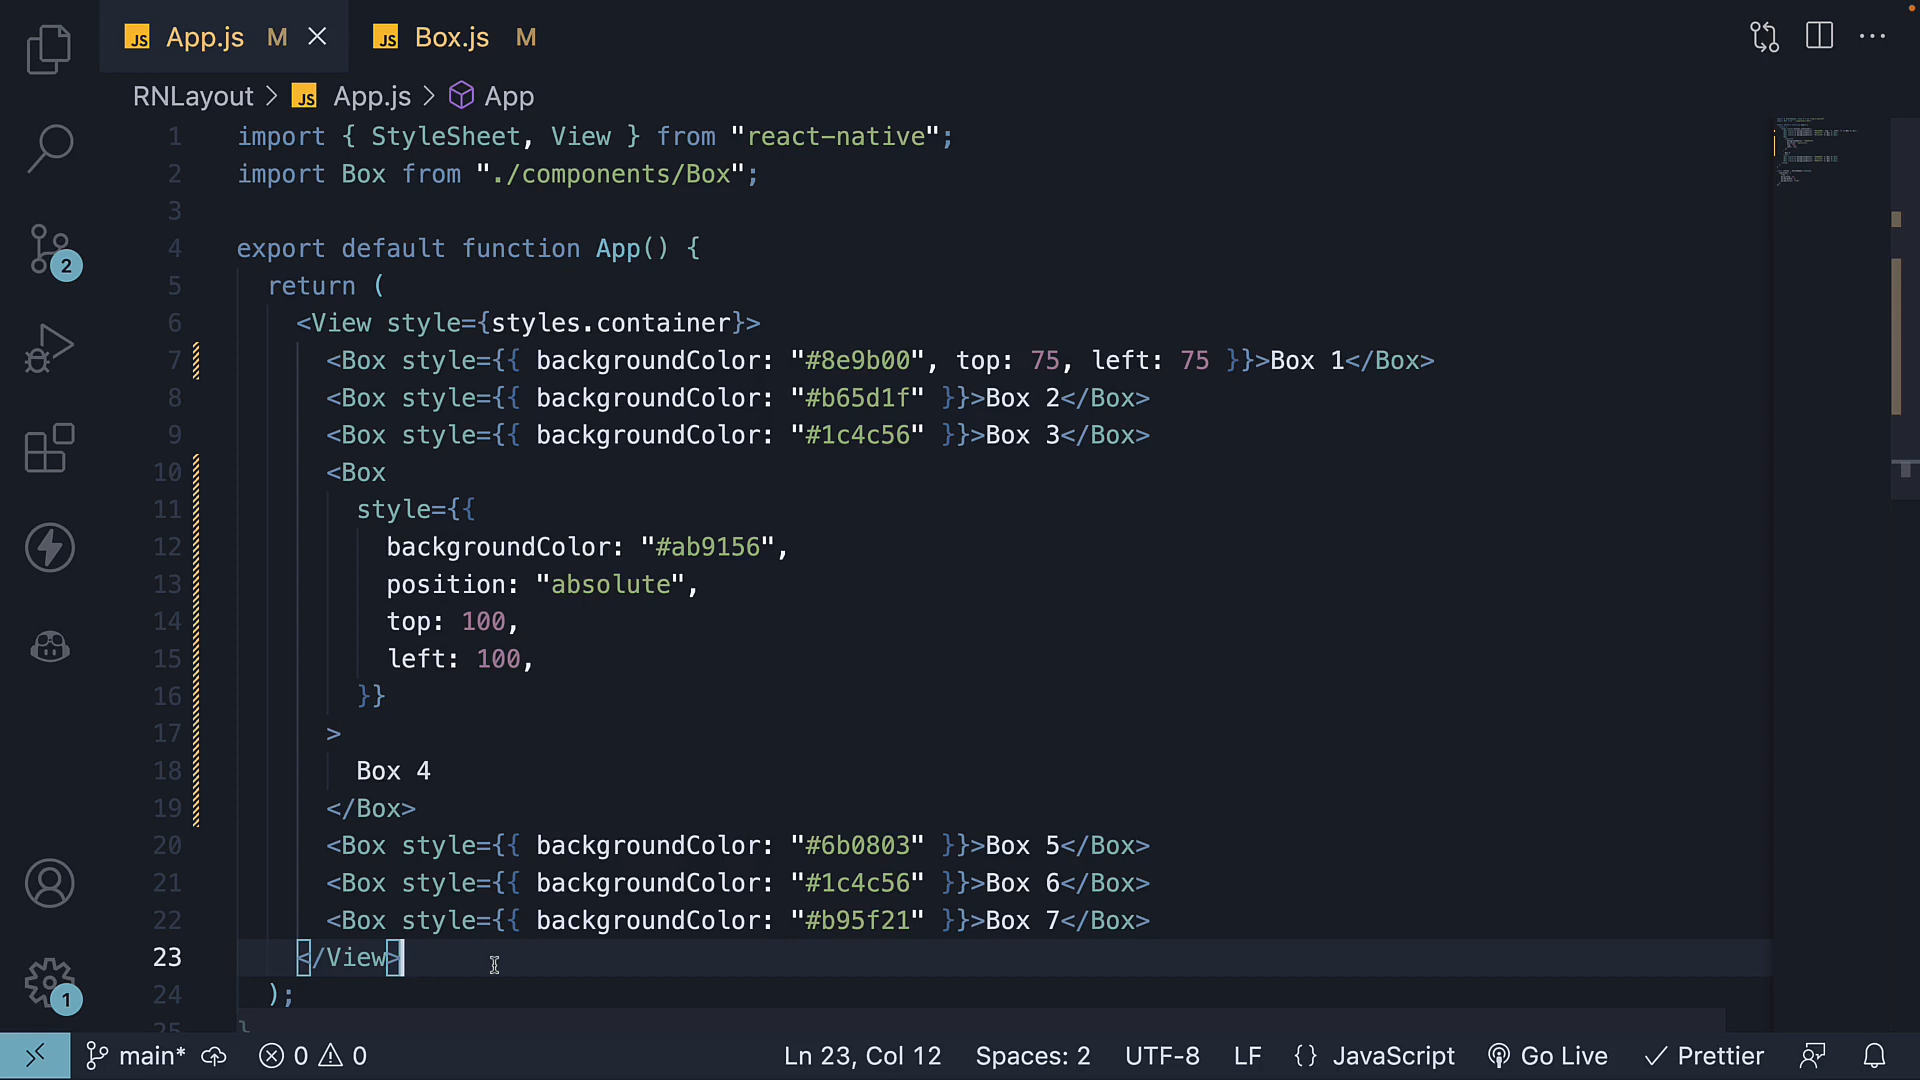 JS App.js M JS Box.js M
RNLayout > JS App.js > App
1 import { StyleSheet, View } from "react-native";
2 import Box from "./components/Box";
3
4 export default function App() {
5 return (
6 <View style={styles.container}>
7 <Box style={{ backgroundColor: "#8e9b00", top: 75, left: 75 }}>Box 1</Box>
8 <Box style={{ backgroundColor: "#b65d1f" }}>Box 2</Box>
9 <Box style={{ backgroundColor: "#1c4c56" }}>Box 3</Box>
10 <Box
11 style={{
12 backgroundColor: "#ab9156",
13 position: "absolute",
14 top: 100,
15 left: 100,
16 }}
17 >
18 Box 4
19 </Box>
20 <Box style={{ backgroundColor: "#6b0803" }}>Box 5</Box>
21 <Box style={{ backgroundColor: "#1c4c56" }}>Box 6</Box>
22 <Box style={{ backgroundColor: "#b95f21" }}>Box 7</Box>
23 </View>
24 );
25 }
2
1
main* 0 0 Ln 23, Col 12 Spaces: 2 UTF-8 LF {} JavaScript Go Live Prettier